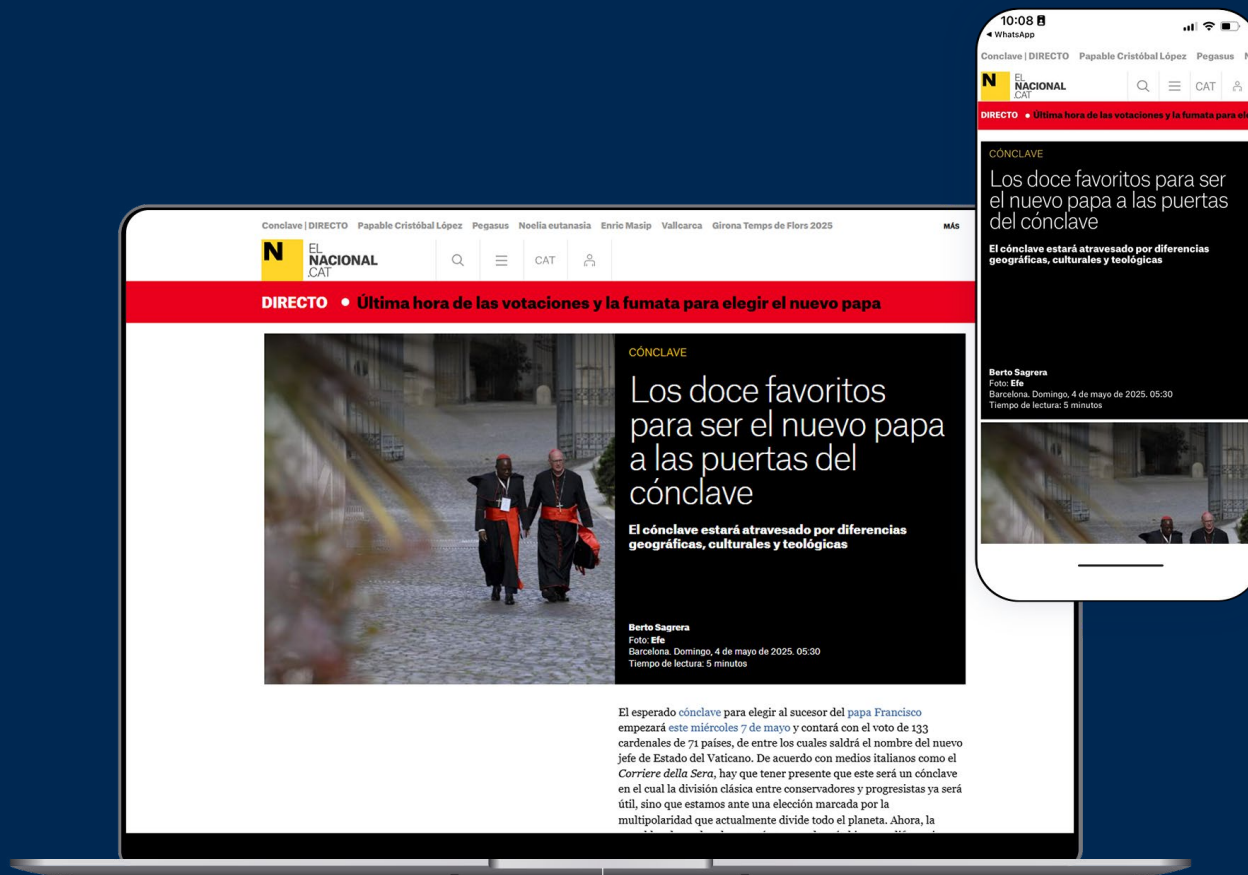 Conclave | DIRECTO Papable Cristóbal López Pegasus Noelia eutanasia Enric Masip Vallcarca Girona Temps de Flors 2025 MÁS
N EL NACIONAL .CAT CAT
DIRECTO • Última hora de las votaciones y la fumata para elegir el nuevo papa
CÓNCLAVE
Los doce favoritos
para ser el nuevo papa
a las puertas del
cónclave
El cónclave estará atravesado por diferencias
geográficas, culturales y teológicas
Berto Sagrera
Foto: Efe
Barcelona. Domingo, 4 de mayo de 2025. 05:30
Tiempo de lectura: 5 minutos
El esperado cónclave para elegir al sucesor del papa Francisco
empezará este miércoles 7 de mayo y contará con el voto de 133
cardenales de 71 países, de entre los cuales saldrá el nombre del nuevo
jefe de Estado del Vaticano. De acuerdo con medios italianos como el
Corriere della Sera, hay que tener presente que este será un cónclave
en el cual la división clásica entre conservadores y progresistas ya será
útil, sino que estamos ante una elección marcada por la
multipolaridad que actualmente divide todo el planeta. Ahora, la
10:08
◄ WhatsApp
Conclave | DIRECTO Papable Cristóbal López Pegasus
N EL NACIONAL .CAT CAT
DIRECTO • Última hora de las votaciones y la fumata para
CÓNCLAVE
Los doce favoritos para ser
el nuevo papa a las puertas
del cónclave
El cónclave estará atravesado por diferencias
geográficas, culturales y teológicas
Berto Sagrera
Foto: Efe
Barcelona. Domingo, 4 de mayo de 2025. 05:30
Tiempo de lectura: 5 minutos